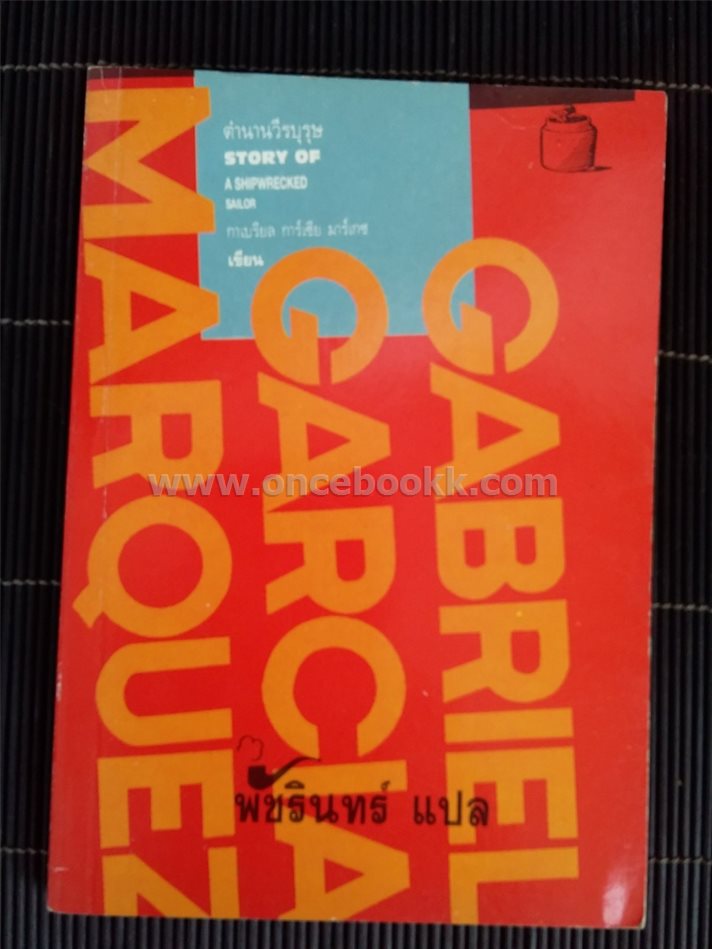 ตำนานวีรบุรุษ
STORY OF
A SHIPWRECKED
SAILOR
กาเบรียล การ์เซีย มาร์เกซ
เขียน
GABRIEL
GARCIA
MARQUEZ
www.oncebookk.com
พัชรินทร์ แปล